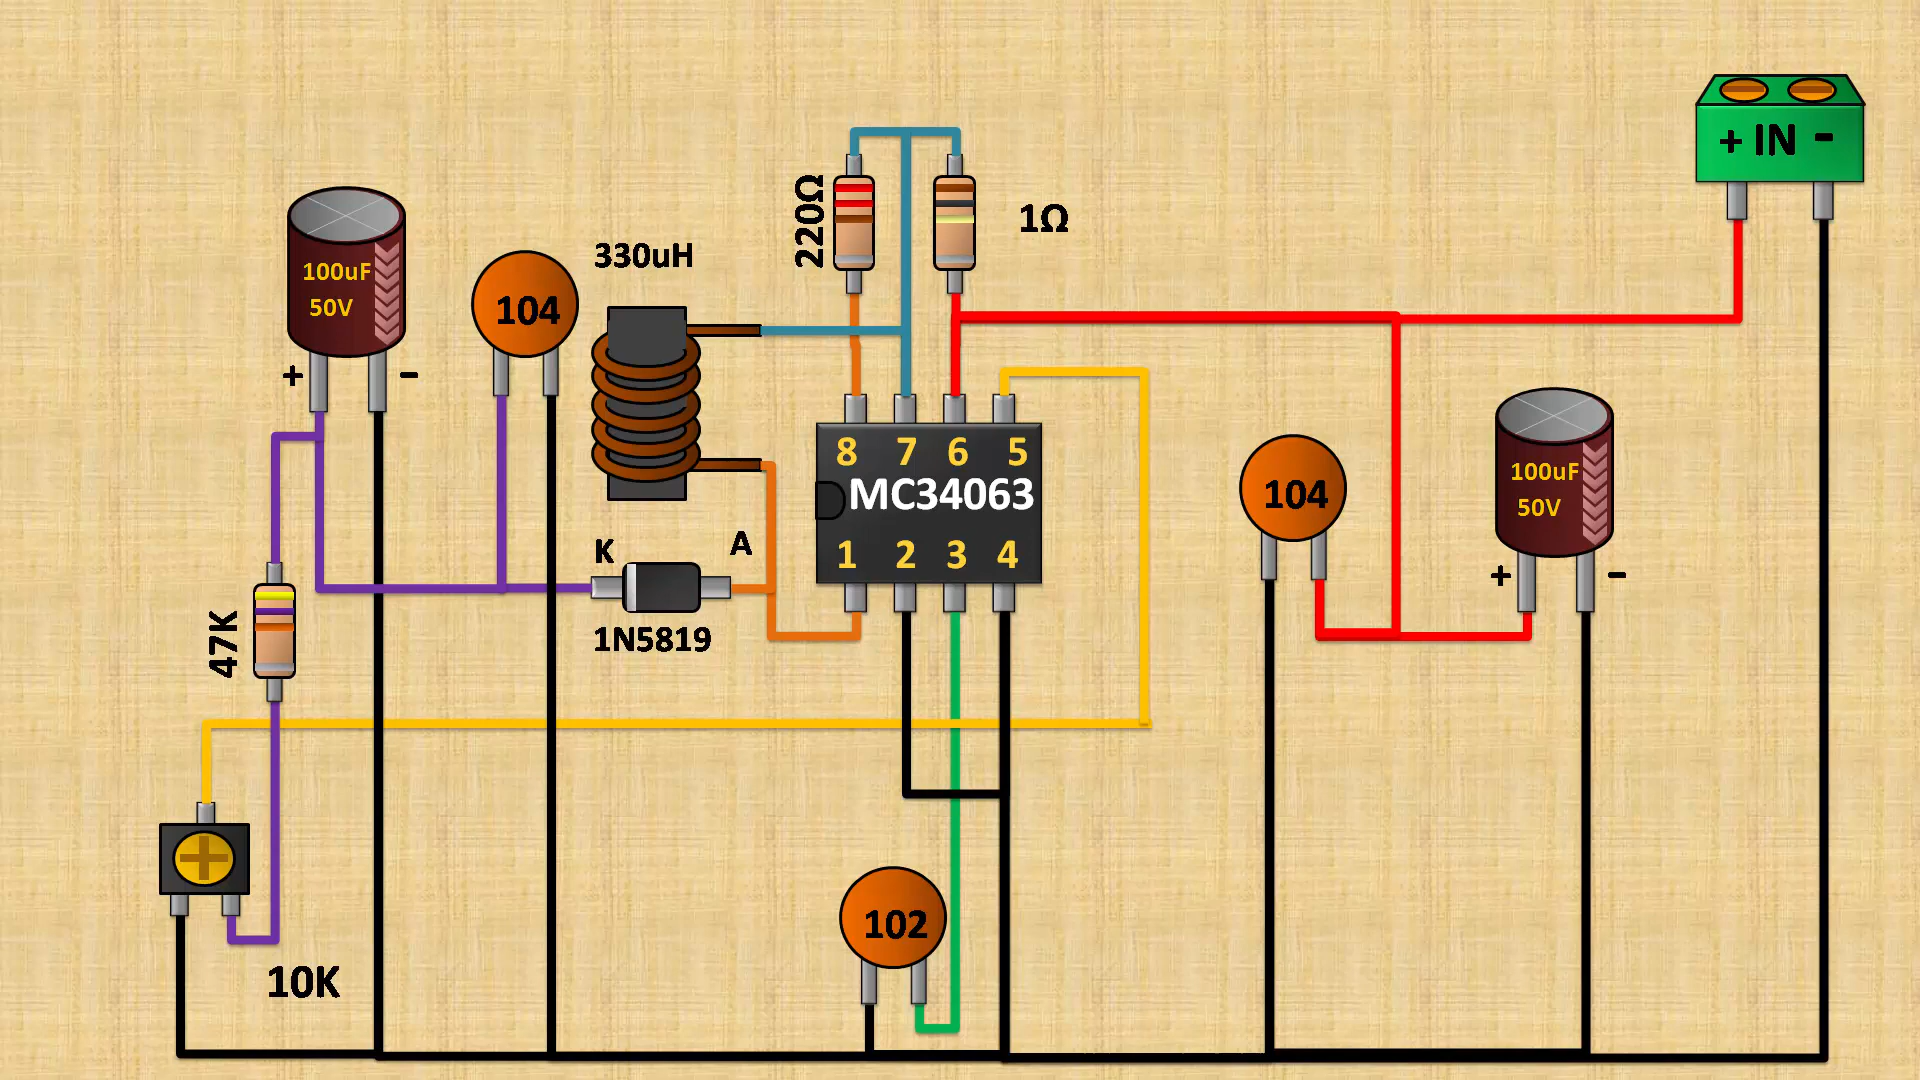 + IN -
220Ω
1Ω
100uF
50V
+ -
104
330uH
8 7 6 5
MC34063
1 2 3 4
K A
1N5819
47K
104
100uF
50V
+ -
102
10K